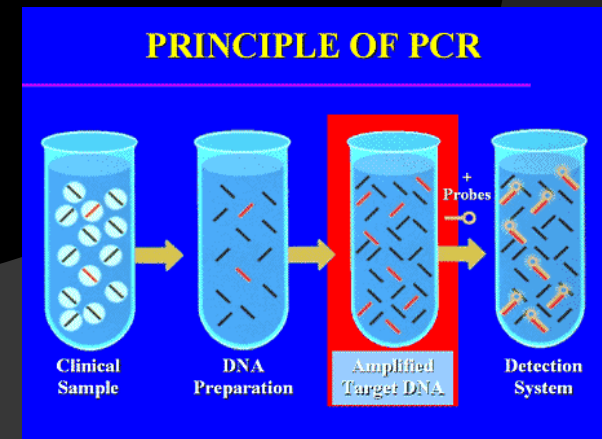 PRINCIPLE OF PCR
+
Probes
Clinical
Sample
DNA
Preparation
Amplified
Target DNA
Detection
System